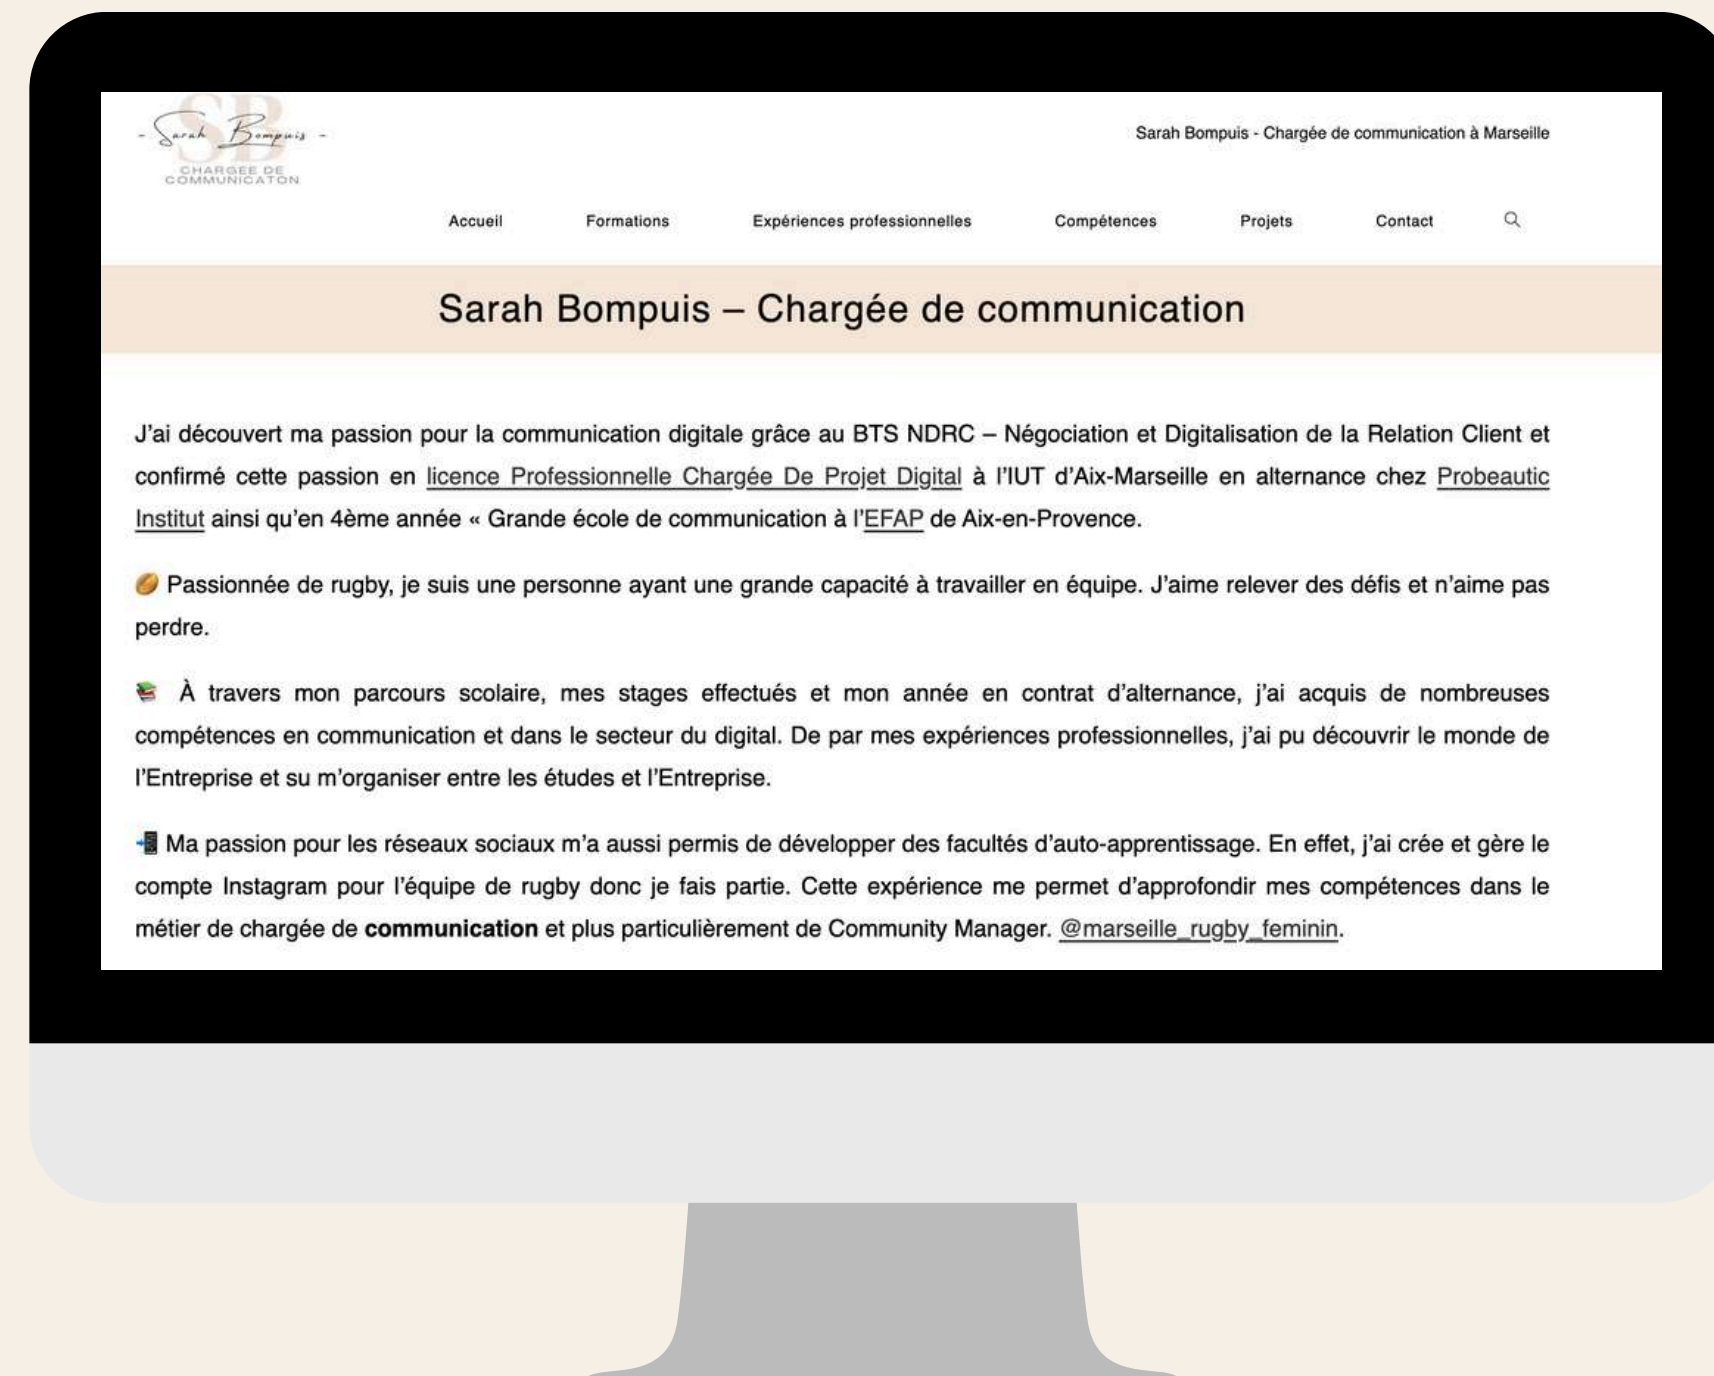 SB
- Sarah Bompuis -
CHARGEE DE
COMMUNICATON
Sarah Bompuis - Chargée de communication à Marseille
Accueil Formations Expériences professionnelles Compétences Projets Contact
Sarah Bompuis – Chargée de communication
J’ai découvert ma passion pour la communication digitale grâce au BTS NDRC – Négociation et Digitalisation de la Relation Client et
confirmé cette passion en licence Professionnelle Chargée De Projet Digital à l’IUT d’Aix-Marseille en alternance chez Probeautic
Institut ainsi qu’en 4ème année « Grande école de communication à l’EFAP de Aix-en-Provence.
🏉 Passionnée de rugby, je suis une personne ayant une grande capacité à travailler en équipe. J’aime relever des défis et n’aime pas
perdre.
📚 À travers mon parcours scolaire, mes stages effectués et mon année en contrat d’alternance, j’ai acquis de nombreuses
compétences en communication et dans le secteur du digital. De par mes expériences professionnelles, j’ai pu découvrir le monde de
l’Entreprise et su m’organiser entre les études et l’Entreprise.
📲 Ma passion pour les réseaux sociaux m’a aussi permis de développer des facultés d’auto-apprentissage. En effet, j’ai crée et gère le
compte Instagram pour l’équipe de rugby donc je fais partie. Cette expérience me permet d’approfondir mes compétences dans le
métier de chargée de communication et plus particulièrement de Community Manager. @marseille_rugby_feminin.